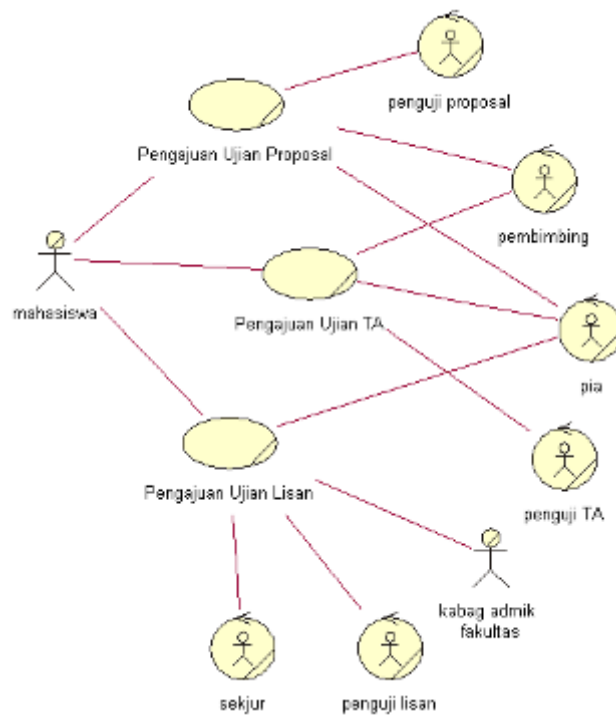 penguji proposal
Pengajuan Ujian Proposal
pembimbing
mahasiswa
Pengajuan Ujian TA
pia
Pengajuan Ujian Lisan
penguji TA
kabag admik
fakultas
sekjur
penguji lisan